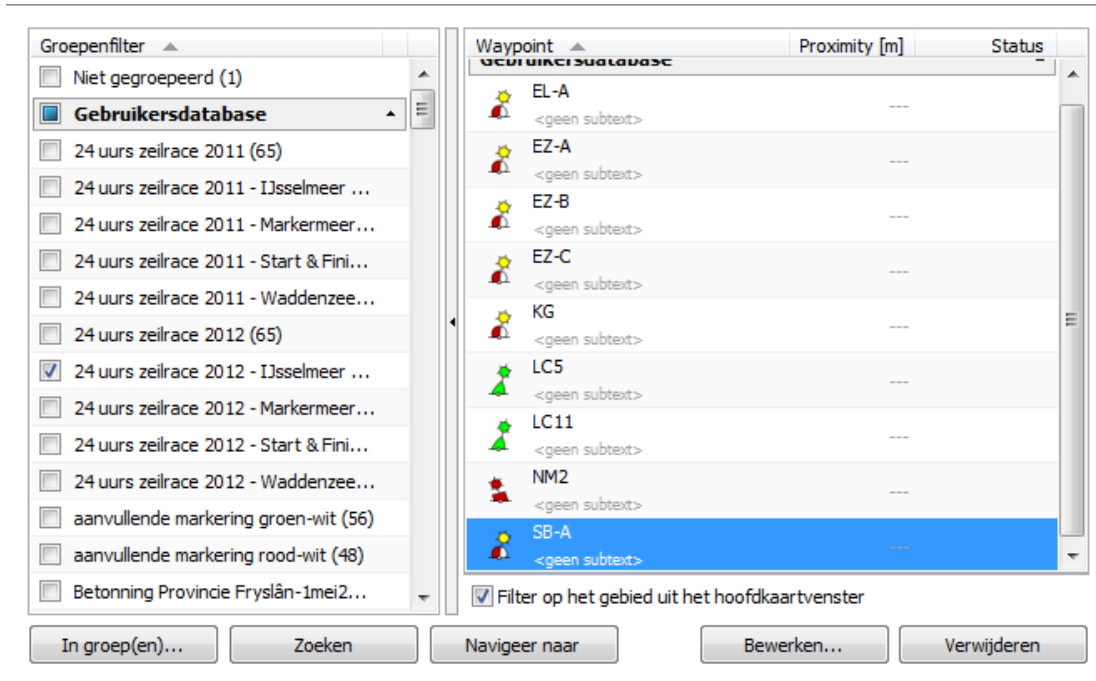 Groepenfilter
Niet gegroepeerd (1)
Gebruikersdatabase
24 uurs zeilrace 2011 (65)
24 uurs zeilrace 2011 - IJsselmeer ...
24 uurs zeilrace 2011 - Markermeer...
24 uurs zeilrace 2011 - Start & Fini...
24 uurs zeilrace 2011 - Waddenzee...
24 uurs zeilrace 2012 (65)
24 uurs zeilrace 2012 - IJsselmeer ...
24 uurs zeilrace 2012 - Markermeer...
24 uurs zeilrace 2012 - Start & Fini...
24 uurs zeilrace 2012 - Waddenzee...
aanvullende markering groen-wit (56)
aanvullende markering rood-wit (48)
Betonning Provincie Fryslân-1mei2...
Waypoint Proximity [m] Status
Gebruikersdatabase
EL-A
<geen subtext> ---
EZ-A
<geen subtext> ---
EZ-B
<geen subtext> ---
EZ-C
<geen subtext> ---
KG
<geen subtext> ---
LC5
<geen subtext> ---
LC11
<geen subtext> ---
NM2
<geen subtext> ---
SB-A
<geen subtext> ---
Filter op het gebied uit het hoofdkaartvenster
In groep(en)... Zoeken Navigeer naar Bewerken... Verwijderen